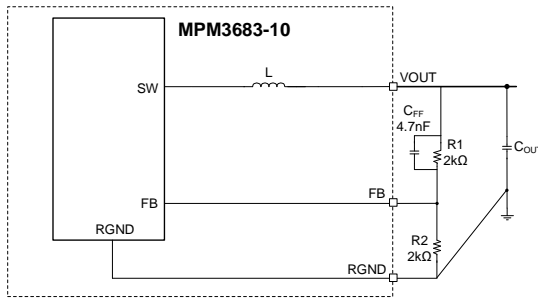 MPM3683-10
L
VOUT
SW
CFF
4.7nF
R1
2kΩ
COUT
FB
FB
RGND
R2
2kΩ
RGND